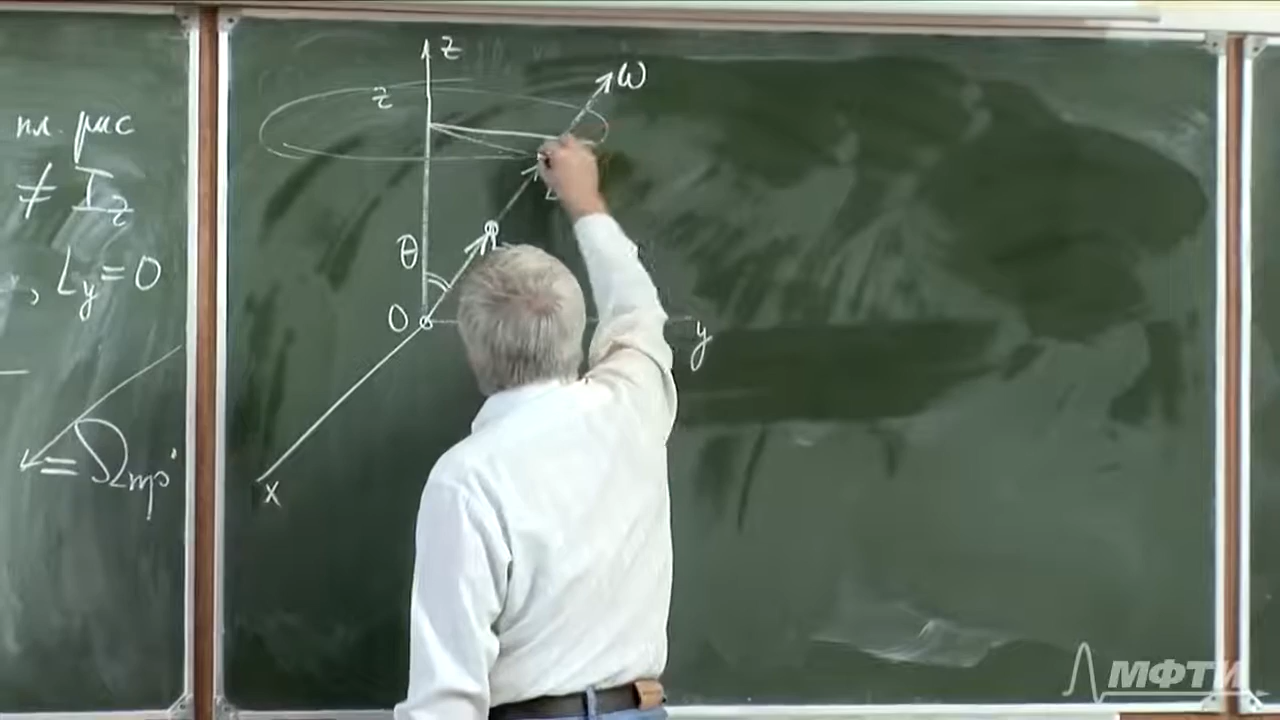 пл. рис
≠ I_z
, L_y = 0
= Ω_пр.
z
z
ω
θ
L
O
y
x
МФТИ